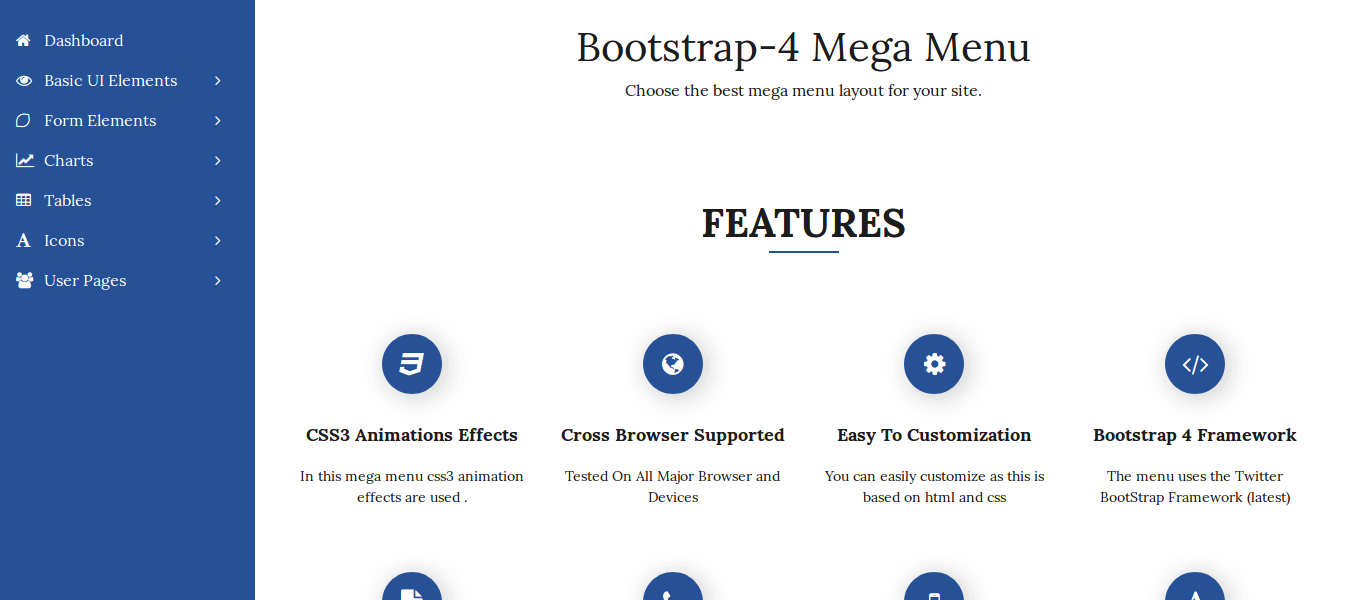 Dashboard
Basic UI Elements
Form Elements
Charts
Tables
Icons
User Pages
Bootstrap-4 Mega Menu
Choose the best mega menu layout for your site.
FEATURES
CSS3 Animations Effects
In this mega menu css3 animation
effects are used .
Cross Browser Supported
Tested On All Major Browser and
Devices
Easy To Customization
You can easily customize as this is
based on html and css
Bootstrap 4 Framework
The menu uses the Twitter
BootStrap Framework (latest)